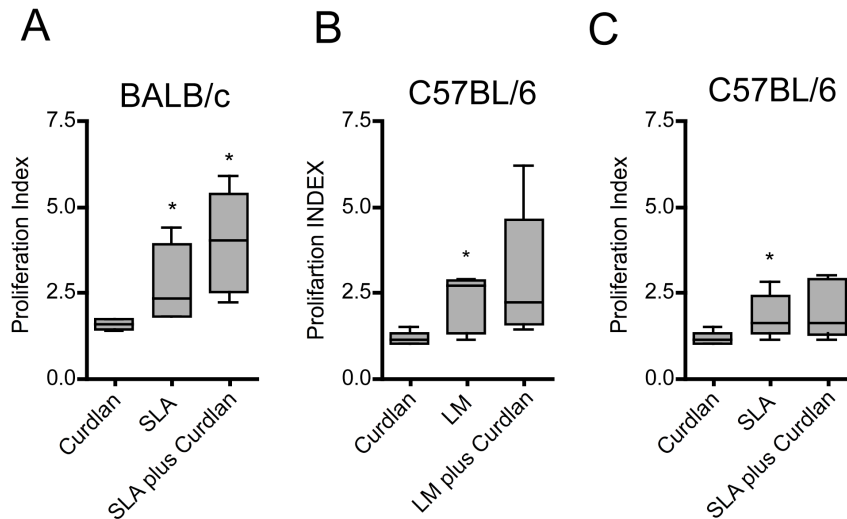 A
BALB/c
Proliferation Index
7.5
5.0
2.5
0.0
*
*
Curdlan
SLA
SLA plus Curdlan
B
C57BL/6
Prolifartion INDEX
7.5
5.0
2.5
0.0
*
Curdlan
LM
LM plus Curdlan
C
C57BL/6
Proliferation Index
7.5
5.0
2.5
0.0
*
Curdlan
SLA
SLA plus Curdlan